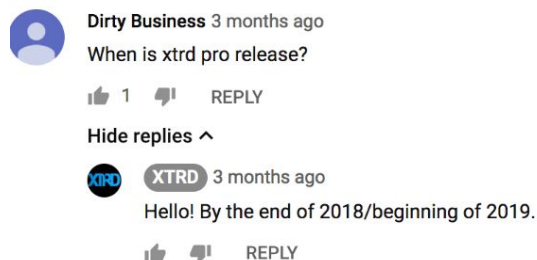 Dirty Business 3 months ago
When is xtrd pro release?
1 REPLY
Hide replies
XTRD XTRD 3 months ago
Hello! By the end of 2018/beginning of 2019.
REPLY